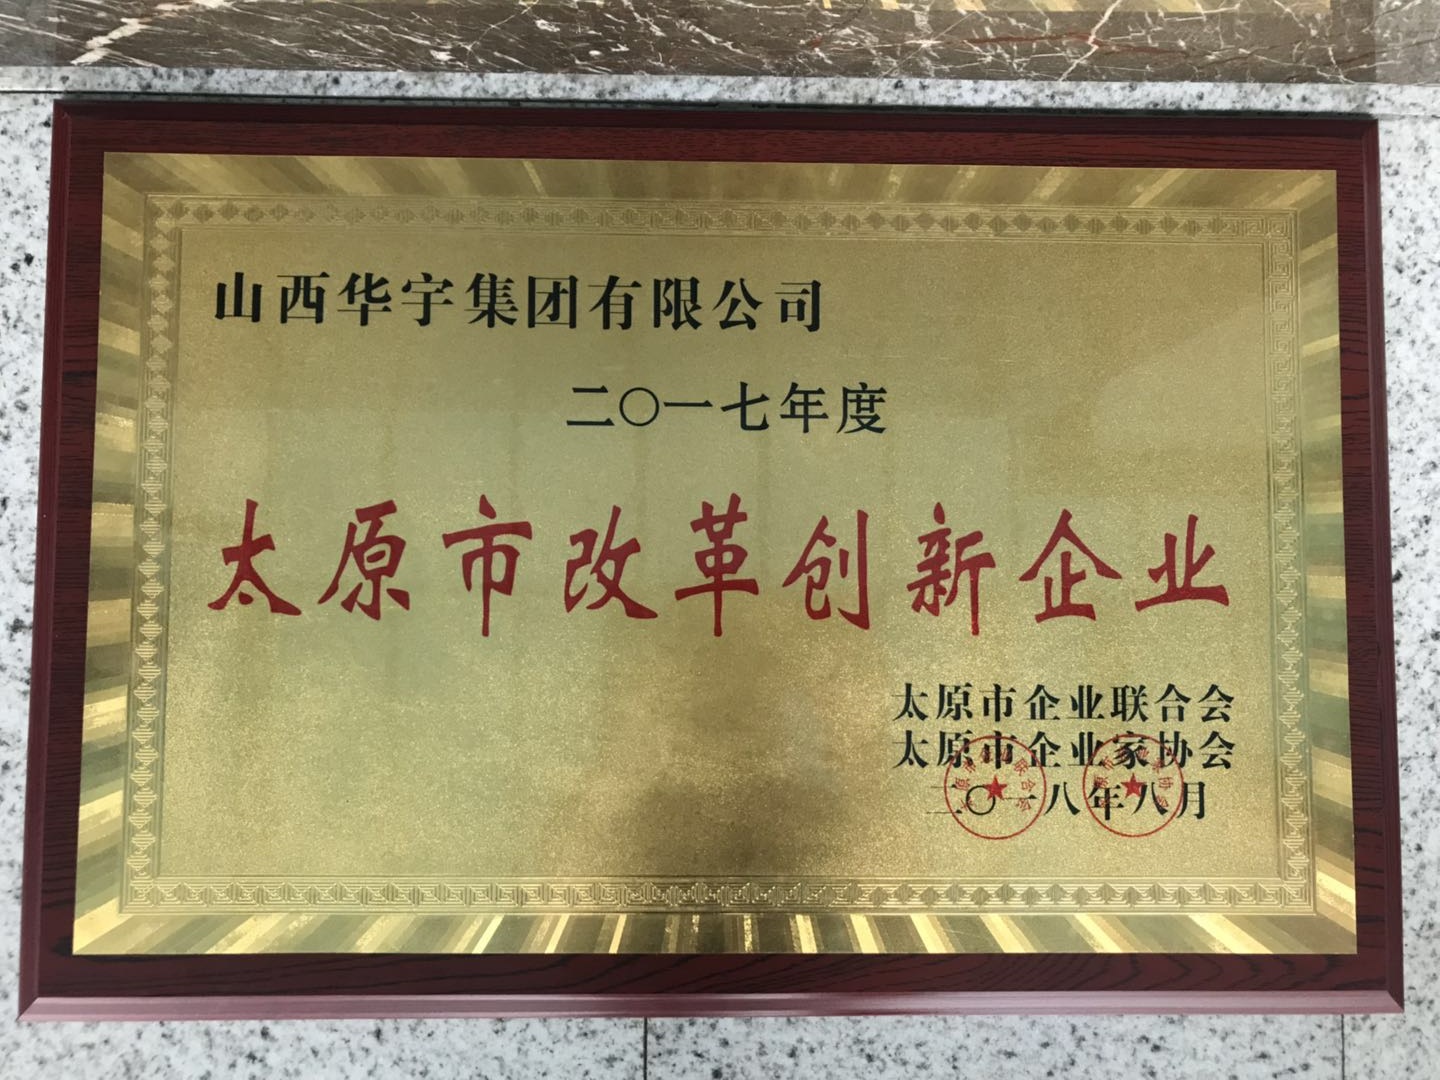 山西华宇集团有限公司
二〇一七年度
太原市改革创新企业
太原市企业联合会
太原市企业家协会
二〇一八年八月